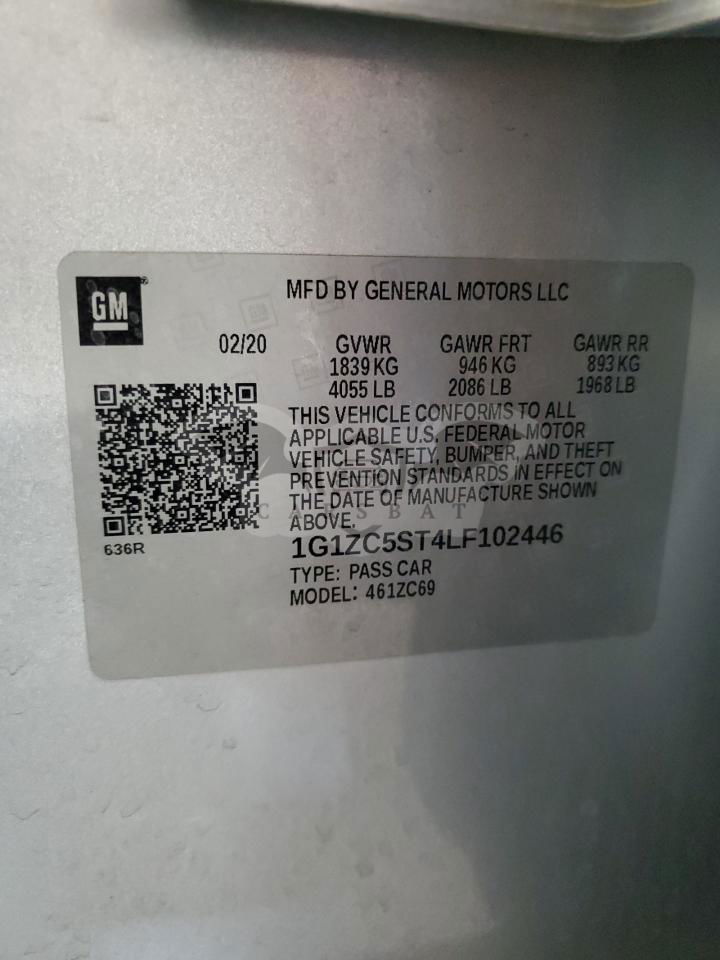 GM
MFD BY GENERAL MOTORS LLC
02/20 GVWR GAWR FRT GAWR RR
1839 KG 946 KG 893 KG
4055 LB 2086 LB 1968 LB
THIS VEHICLE CONFORMS TO ALL
APPLICABLE U.S. FEDERAL MOTOR
VEHICLE SAFETY, BUMPER, AND THEFT
PREVENTION STANDARDS IN EFFECT ON
THE DATE OF MANUFACTURE SHOWN
ABOVE.
CARSBAT
636R
1G1ZC5ST4LF102446
TYPE: PASS CAR
MODEL: 461ZC69